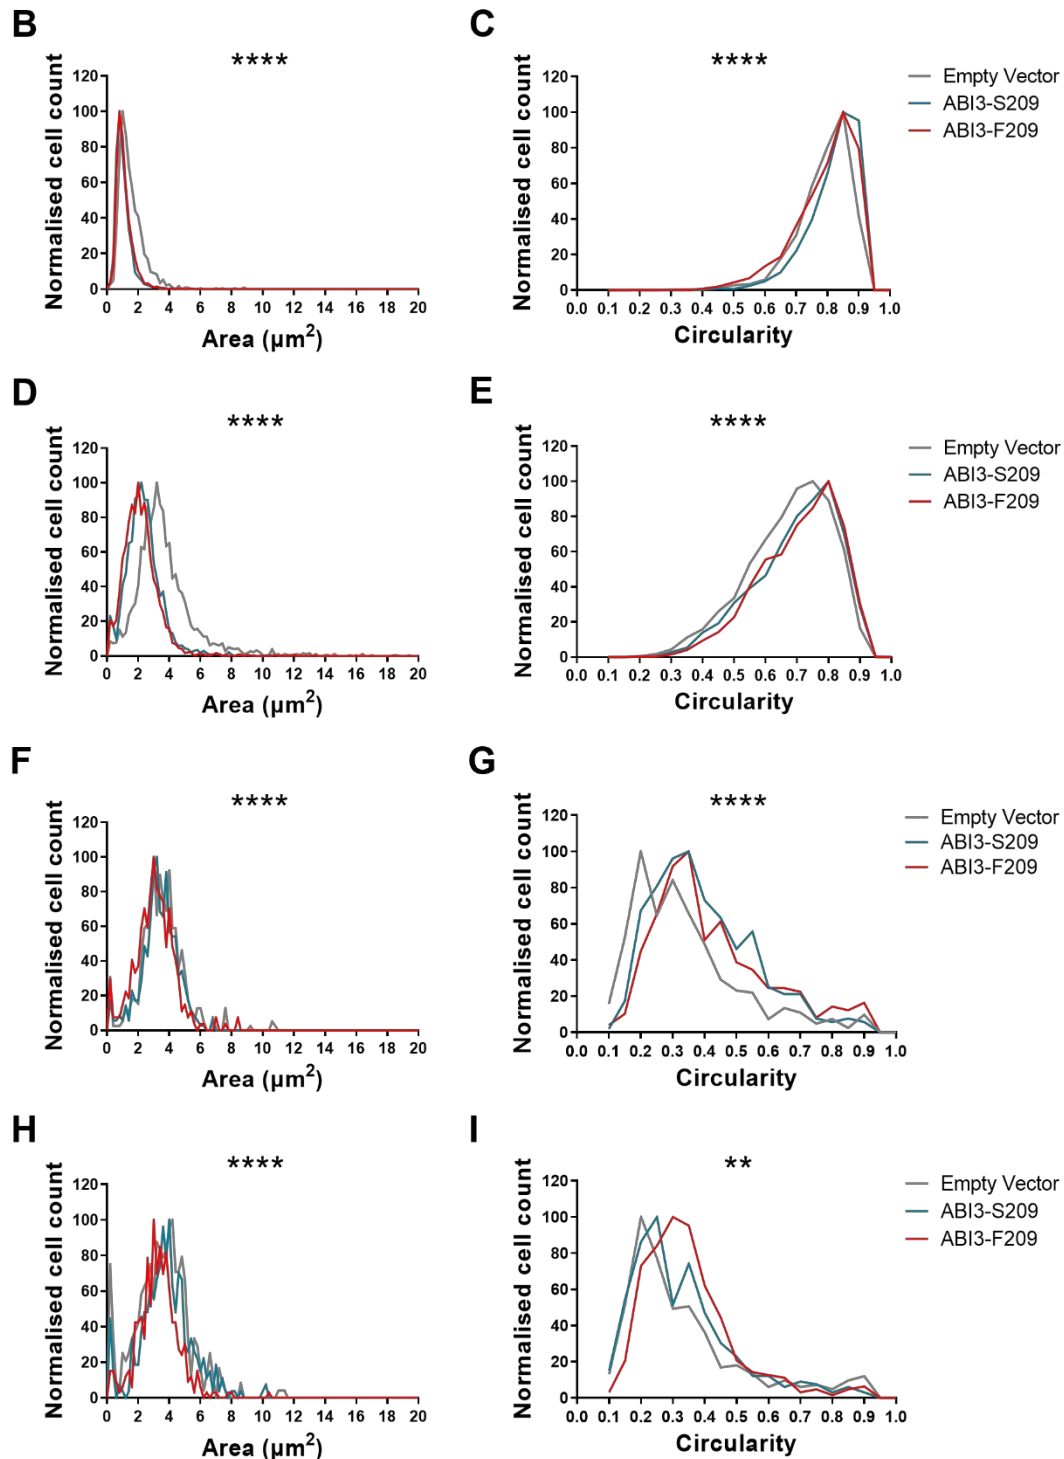 B
****
Normalised cell count
120
100
80
60
40
20
0
0 2 4 6 8 10 12 14 16 18 20
Area (µm²)
C
****
Normalised cell count
120
100
80
60
40
20
0
0.0 0.1 0.2 0.3 0.4 0.5 0.6 0.7 0.8 0.9 1.0
Circularity
Empty Vector
ABI3-S209
ABI3-F209
D
****
Normalised cell count
120
100
80
60
40
20
0
0 2 4 6 8 10 12 14 16 18 20
Area (µm²)
E
****
Normalised cell count
120
100
80
60
40
20
0
0.0 0.1 0.2 0.3 0.4 0.5 0.6 0.7 0.8 0.9 1.0
Circularity
Empty Vector
ABI3-S209
ABI3-F209
F
****
Normalised cell count
120
100
80
60
40
20
0
0 2 4 6 8 10 12 14 16 18 20
Area (µm²)
G
****
Normalised cell count
120
100
80
60
40
20
0
0.0 0.1 0.2 0.3 0.4 0.5 0.6 0.7 0.8 0.9 1.0
Circularity
Empty Vector
ABI3-S209
ABI3-F209
H
****
Normalised cell count
120
100
80
60
40
20
0
0 2 4 6 8 10 12 14 16 18 20
Area (µm²)
I
**
Normalised cell count
120
100
80
60
40
20
0
0.0 0.1 0.2 0.3 0.4 0.5 0.6 0.7 0.8 0.9 1.0
Circularity
Empty Vector
ABI3-S209
ABI3-F209